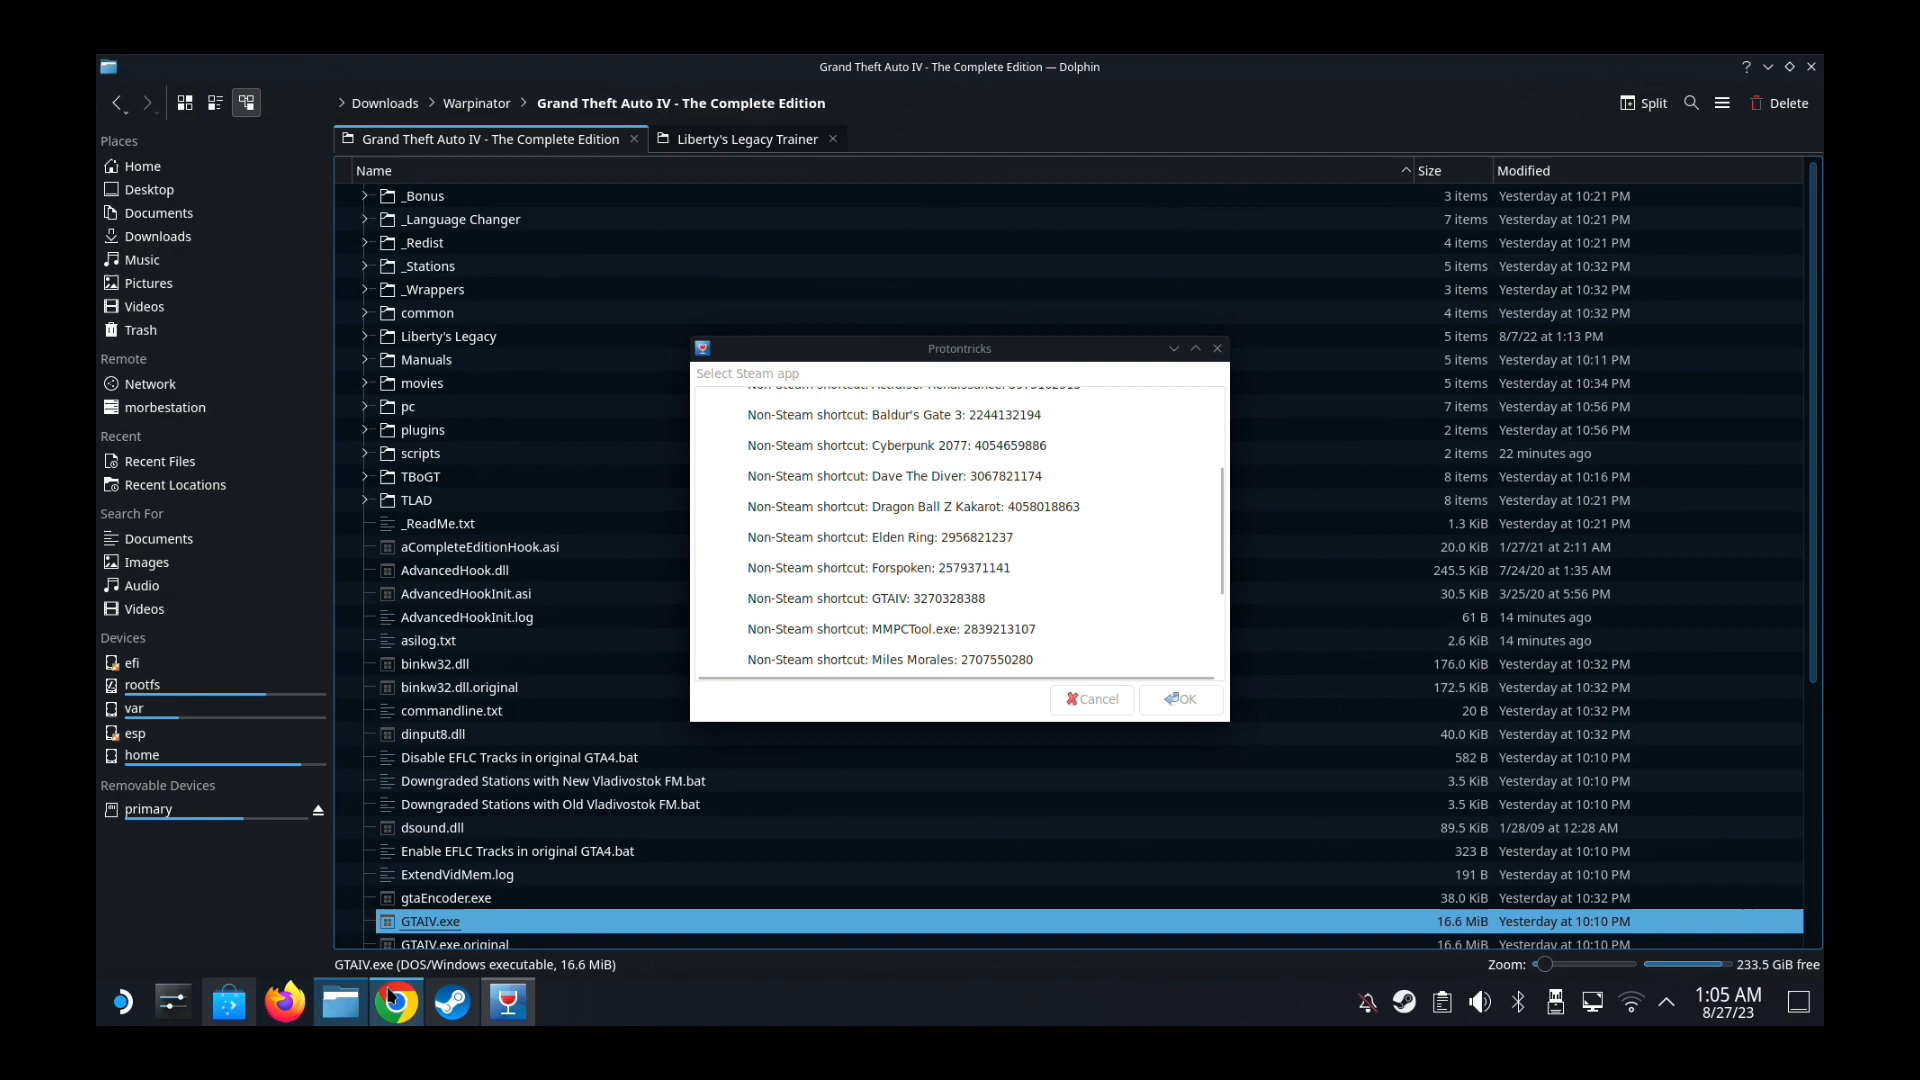 Grand Theft Auto IV - The Complete Edition — Dolphin
Downloads Warpinator Grand Theft Auto IV - The Complete Edition
Split
Delete
Grand Theft Auto IV - The Complete Edition
Liberty's Legacy Trainer
Places
Home
Desktop
Documents
Downloads
Music
Pictures
Videos
Trash
Remote
Network
morbestation
Recent
Recent Files
Recent Locations
Search For
Documents
Images
Audio
Videos
Devices
efi
rootfs
var
esp
home
Removable Devices
primary
Name Size Modified
_Bonus 3 items Yesterday at 10:21 PM
_Language Changer 7 items Yesterday at 10:21 PM
_Redist 4 items Yesterday at 10:21 PM
_Stations 5 items Yesterday at 10:32 PM
_Wrappers 3 items Yesterday at 10:32 PM
common 4 items Yesterday at 10:32 PM
Liberty's Legacy 5 items 8/7/22 at 1:13 PM
Manuals 5 items Yesterday at 10:11 PM
movies 5 items Yesterday at 10:34 PM
pc 7 items Yesterday at 10:56 PM
plugins 2 items Yesterday at 10:56 PM
scripts 2 items 22 minutes ago
TBoGT 8 items Yesterday at 10:16 PM
TLAD 8 items Yesterday at 10:21 PM
_ReadMe.txt 1.3 KiB Yesterday at 10:21 PM
aCompleteEditionHook.asi 20.0 KiB 1/27/21 at 2:11 AM
AdvancedHook.dll 245.5 KiB 7/24/20 at 1:35 AM
AdvancedHookInit.asi 30.5 KiB 3/25/20 at 5:56 PM
AdvancedHookInit.log 61 B 14 minutes ago
asilog.txt 2.6 KiB 14 minutes ago
binkw32.dll 176.0 KiB Yesterday at 10:32 PM
binkw32.dll.original 172.5 KiB Yesterday at 10:32 PM
commandline.txt 20 B Yesterday at 10:32 PM
dinput8.dll 40.0 KiB Yesterday at 10:32 PM
Disable EFLC Tracks in original GTA4.bat 582 B Yesterday at 10:10 PM
Downgraded Stations with New Vladivostok FM.bat 3.5 KiB Yesterday at 10:10 PM
Downgraded Stations with Old Vladivostok FM.bat 3.5 KiB Yesterday at 10:10 PM
dsound.dll 89.5 KiB 1/28/09 at 12:28 AM
Enable EFLC Tracks in original GTA4.bat 323 B Yesterday at 10:10 PM
ExtendVidMem.log 191 B Yesterday at 10:10 PM
gtaEncoder.exe 38.0 KiB Yesterday at 10:32 PM
GTAIV.exe 16.6 MiB Yesterday at 10:10 PM
GTAIV.exe.original 16.6 MiB Yesterday at 10:10 PM
Protontricks
Select Steam app
Non-Steam shortcut: Baldur's Gate 3: 2244132194
Non-Steam shortcut: Cyberpunk 2077: 4054659886
Non-Steam shortcut: Dave The Diver: 3067821174
Non-Steam shortcut: Dragon Ball Z Kakarot: 4058018863
Non-Steam shortcut: Elden Ring: 2956821237
Non-Steam shortcut: Forspoken: 2579371141
Non-Steam shortcut: GTAIV: 3270328388
Non-Steam shortcut: MMPCTool.exe: 2839213107
Non-Steam shortcut: Miles Morales: 2707550280
Cancel OK
GTAIV.exe (DOS/Windows executable, 16.6 MiB)
Zoom: 233.5 GiB free
1:05 AM
8/27/23